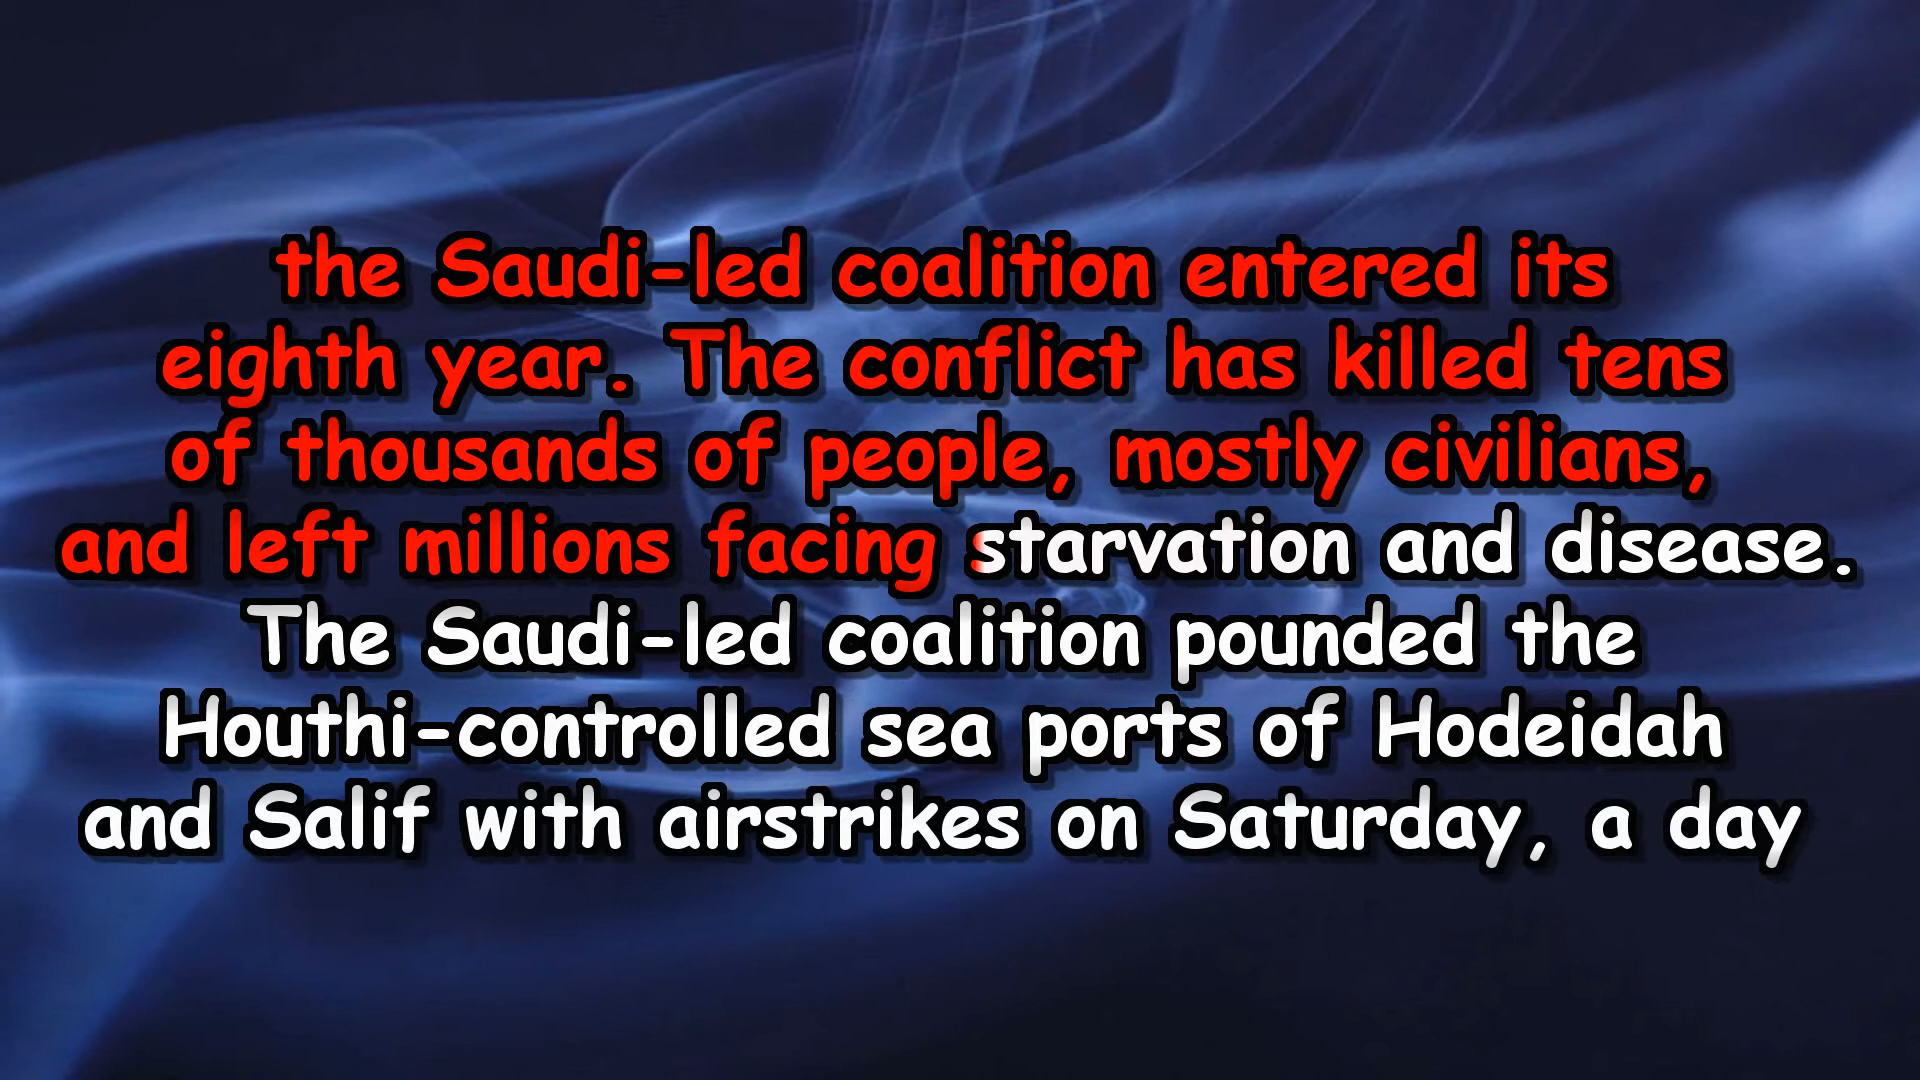 the Saudi-led coalition entered its
eighth year. The conflict has killed tens
of thousands of people, mostly civilians,
and left millions facing starvation and disease.
The Saudi-led coalition pounded the
Houthi-controlled sea ports of Hodeidah
and Salif with airstrikes on Saturday, a day